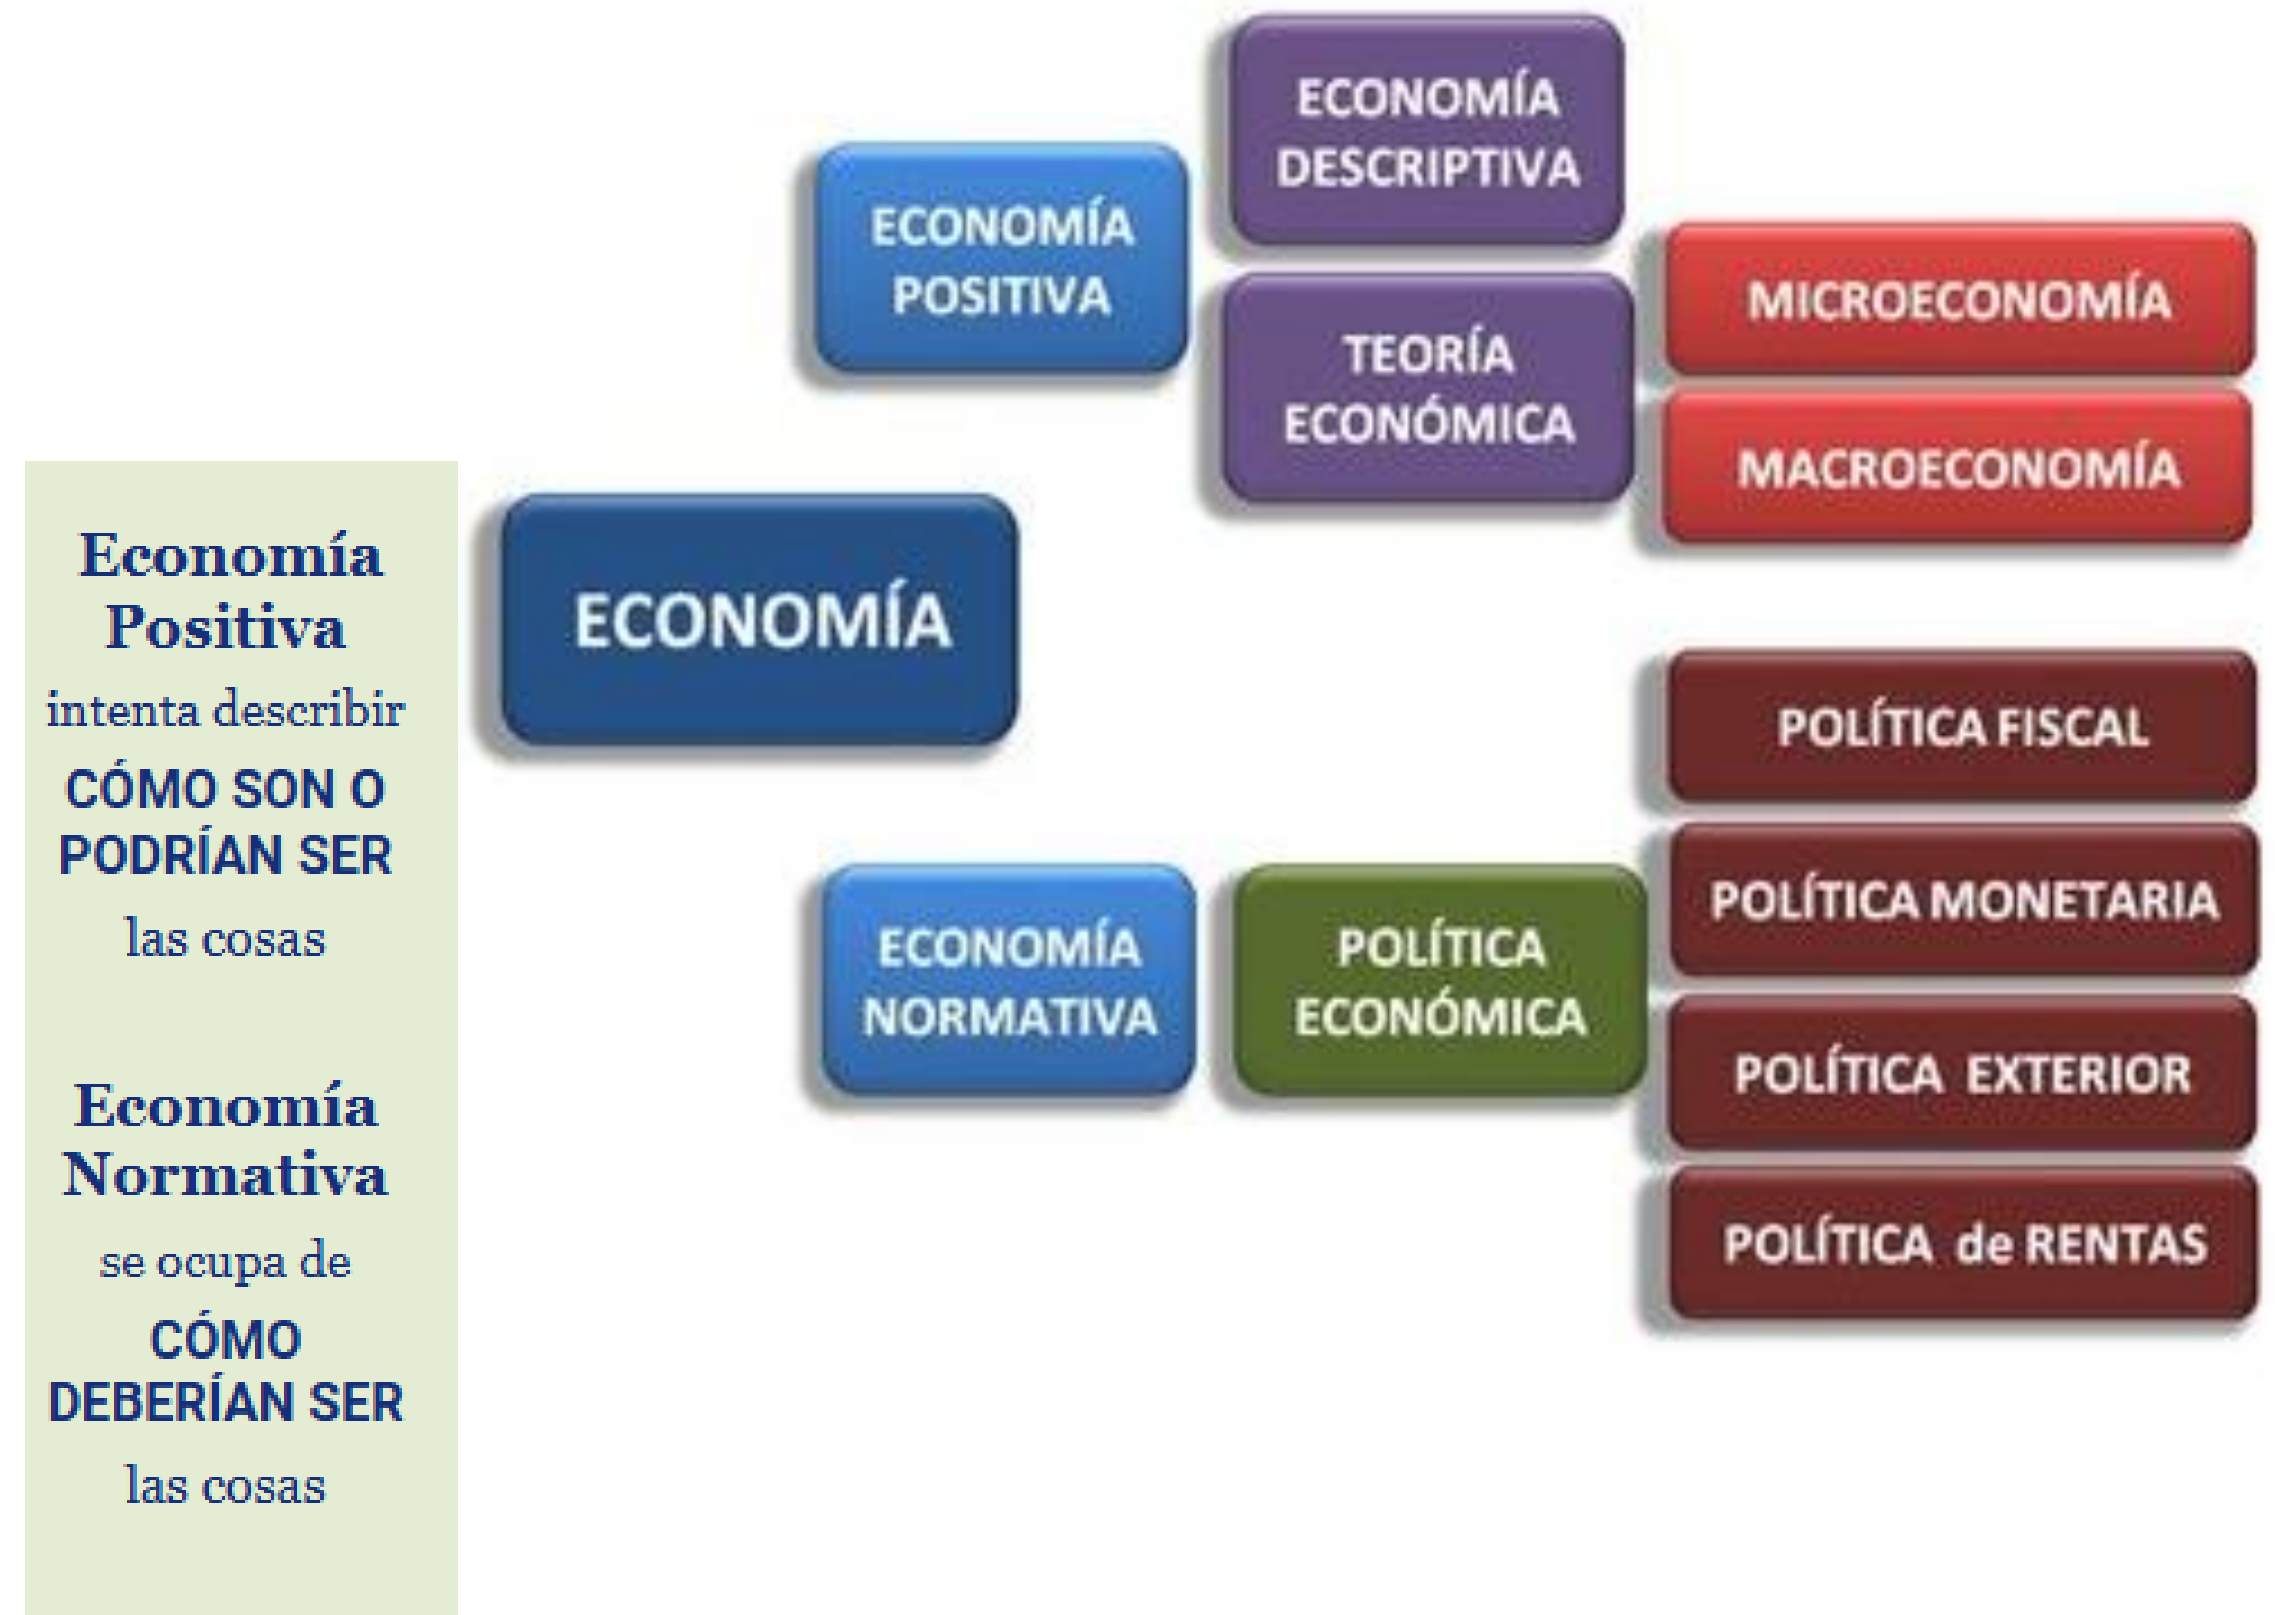 ECONOMÍA
DESCRIPTIVA
ECONOMÍA
POSITIVA
TEORÍA
ECONÓMICA
MICROECONOMÍA
MACROECONOMÍA
ECONOMÍA
Economía
Positiva
intenta describir
CÓMO SON O
PODRÍAN SER
las cosas
Economía
Normativa
se ocupa de
CÓMO
DEBERÍAN SER
las cosas
ECONOMÍA
NORMATIVA
POLÍTICA
ECONÓMICA
POLÍTICA FISCAL
POLÍTICA MONETARIA
POLÍTICA EXTERIOR
POLÍTICA de RENTAS